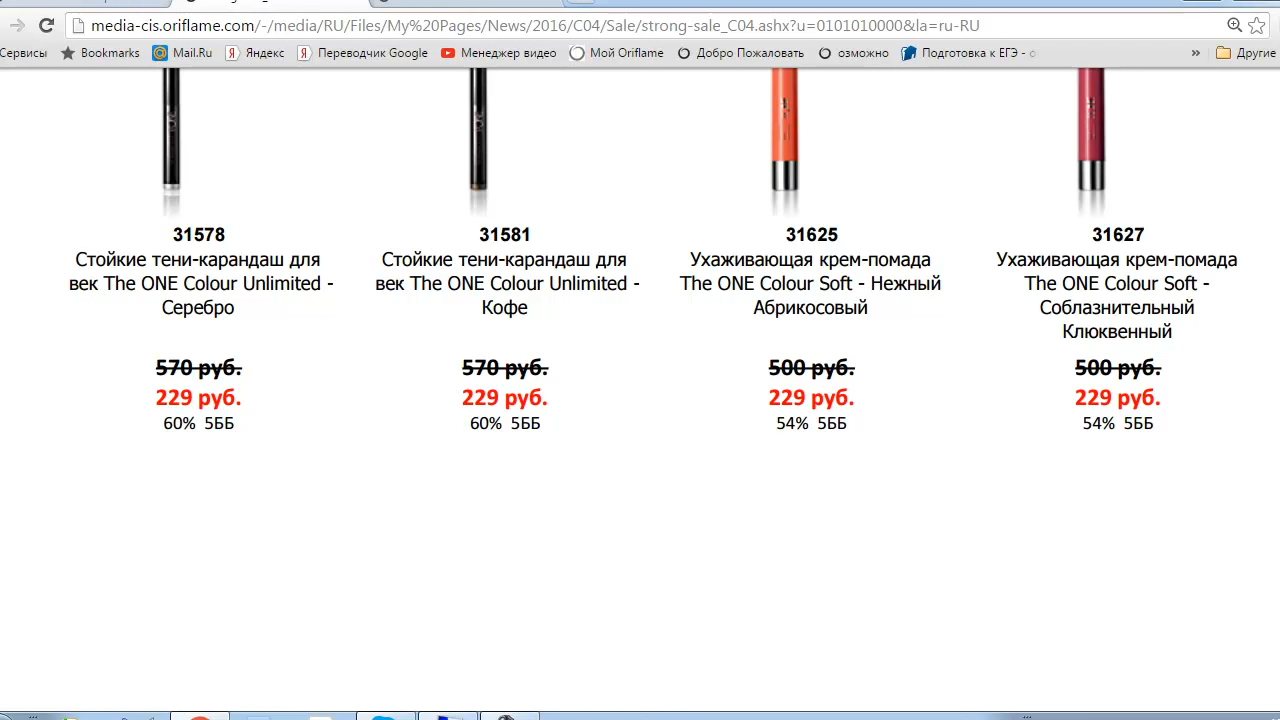 media-cis.oriflame.com/-/media/RU/Files/My%20Pages/News/2016/C04/Sale/strong-sale_C04.ashx?u=0101010000&la=ru-RU
Сервисы Bookmarks Mail.Ru Яндекс Переводчик Google Менеджер видео Мой Oriflame Добро Пожаловать озможно Подготовка к ЕГЭ - » Другие
31578
Стойкие тени-карандаш для
век The ONE Colour Unlimited -
Серебро
570 руб.
229 руб.
60% 5ББ
31581
Стойкие тени-карандаш для
век The ONE Colour Unlimited -
Кофе
570 руб.
229 руб.
60% 5ББ
31625
Ухаживающая крем-помада
The ONE Colour Soft - Нежный
Абрикосовый
500 руб.
229 руб.
54% 5ББ
31627
Ухаживающая крем-помада
The ONE Colour Soft -
Соблазнительный
Клюквенный
500 руб.
229 руб.
54% 5ББ